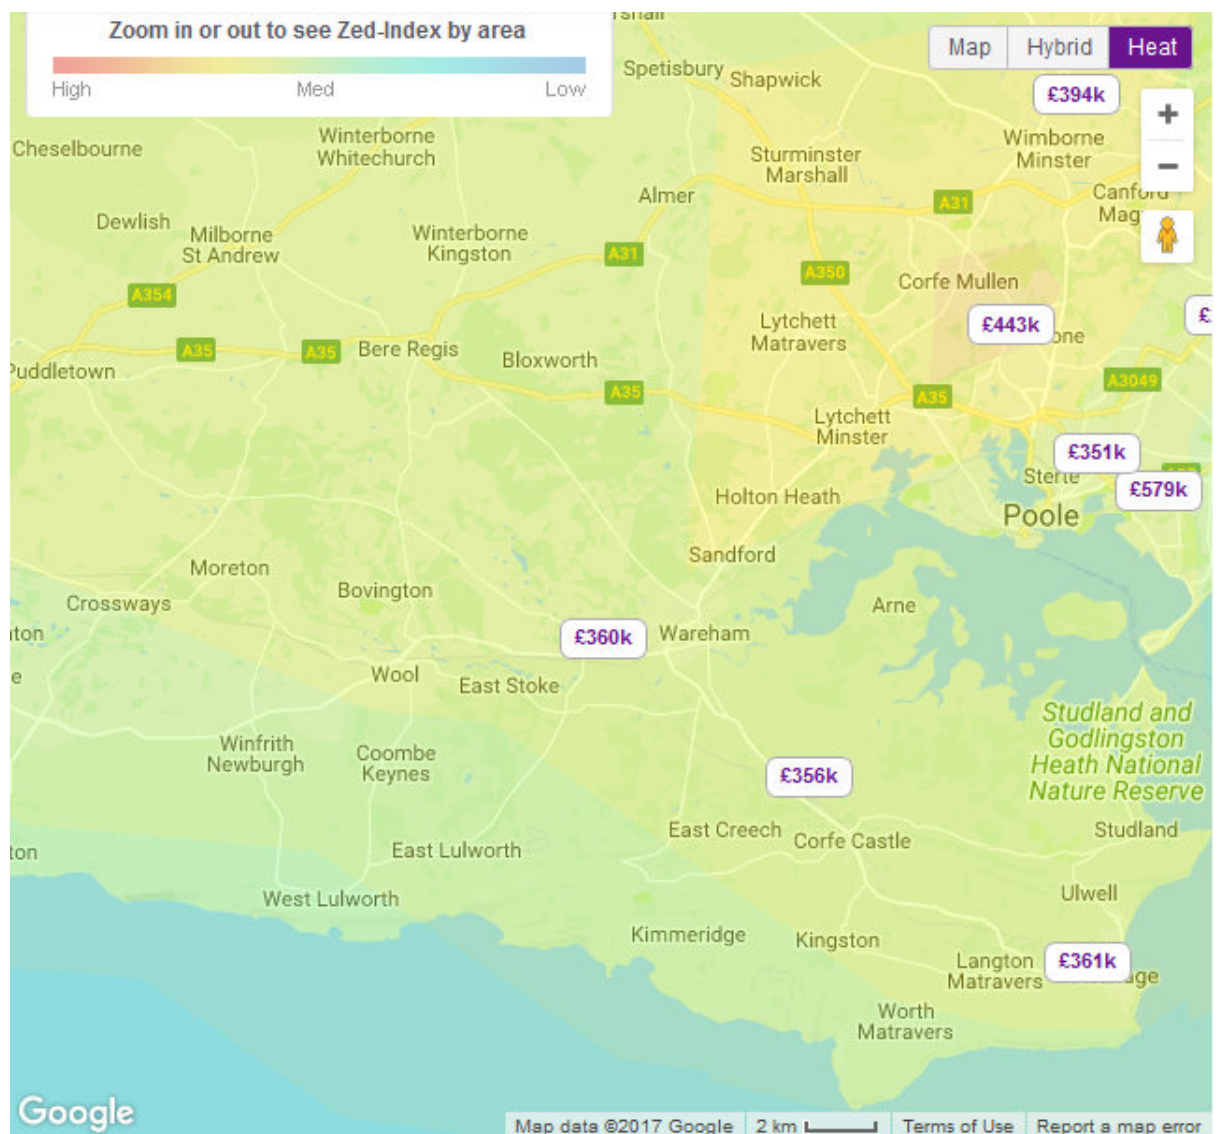 Zoom in or out to see Zed-Index by area
High Med Low
Map Hybrid Heat
Spetisbury
Shapwick
£394k
+
−
Cheselbourne
Winterborne
Whitechurch
Sturminster
Marshall
Wimborne
Minster
Almer
A31
Dewlish
Milborne
St Andrew
Winterborne
Kingston
A31
A350
Corfe Mullen
A354
£443k
Lytchett
Matravers
A35
A35
Bere Regis
Bloxworth
A35
A35
A3049
Lytchett
Minster
£351k
Sterte
£579k
Holton Heath
Poole
Sandford
Moreton
Bovington
Crossways
Arne
£360k
Wareham
Wool
East Stoke
Studland and
Godlingston
Heath National
Nature Reserve
Winfrith
Newburgh
Coombe
Keynes
£356k
East Creech
Corfe Castle
Studland
East Lulworth
West Lulworth
Ulwell
Kimmeridge
Kingston
Langton
Matravers
£361k
Worth
Matravers
Google
Map data ©2017 Google 2 km Terms of Use Report a map error